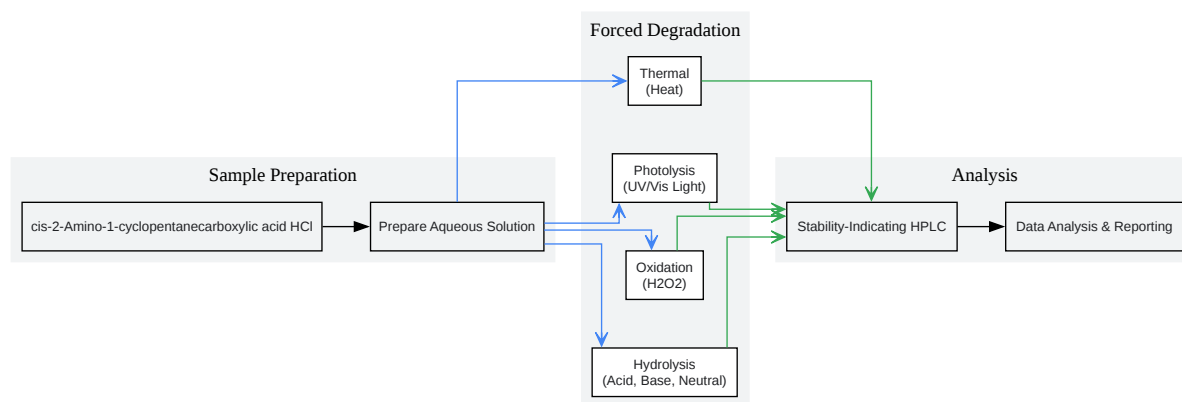 Forced Degradation
Thermal
(Heat)
Sample Preparation
Photolysis
(UV/Vis Light)
Analysis
cis-2-Amino-1-cyclopentanecarboxylic acid HCl
Prepare Aqueous Solution
Stability-Indicating HPLC
Data Analysis & Reporting
Oxidation
(H2O2)
Hydrolysis
(Acid, Base, Neutral)